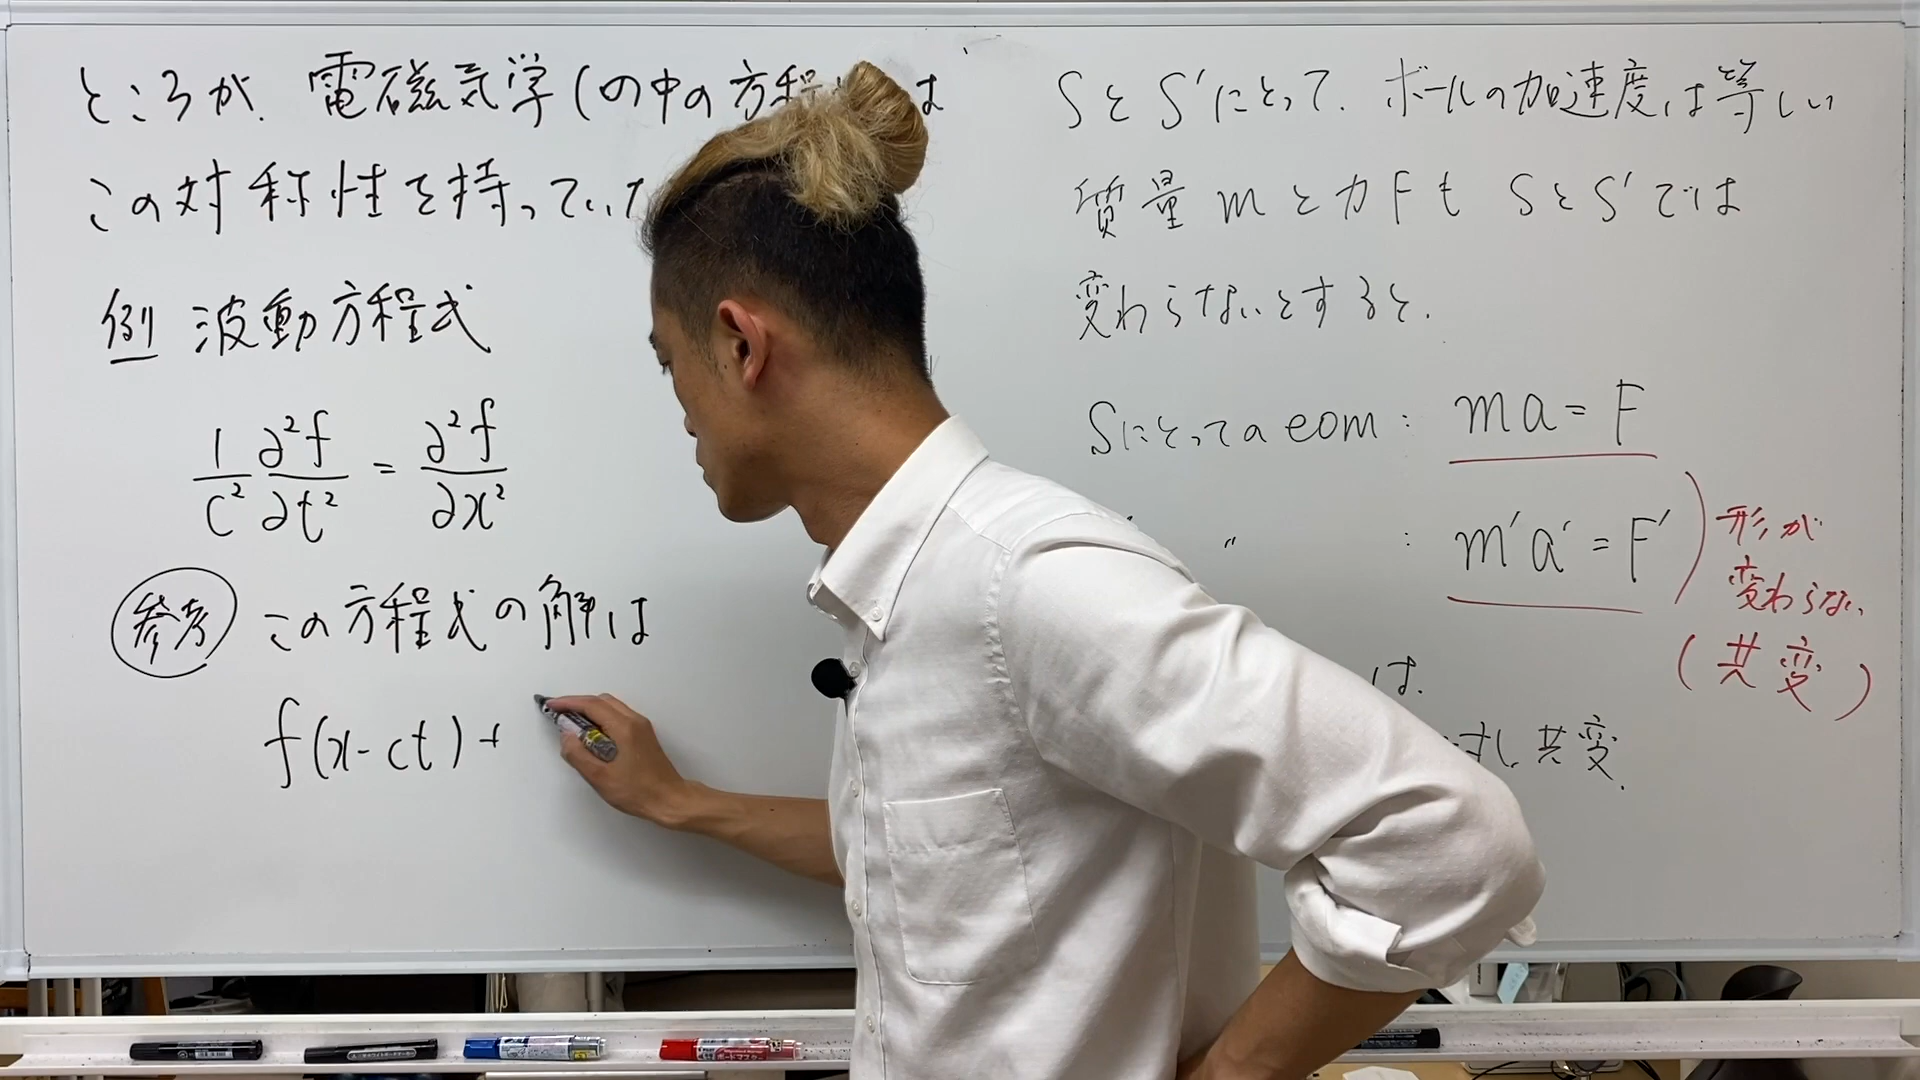 ところが、電磁気学(の中の方程式)は
この対称性を持ってい
例 波動方程式
1/c² ∂²f/∂t² = ∂²f/∂x²
参考 この方程式の解は
f(x-ct)+
SとS'にとって、ボールの加速度は等しい
質量mと力FもSとS'では
変わらないとすると、
Sにとってのeom : ma=F
〃 : m'a'=F'
形が
変わらない
(共変)
は、
対し共変.